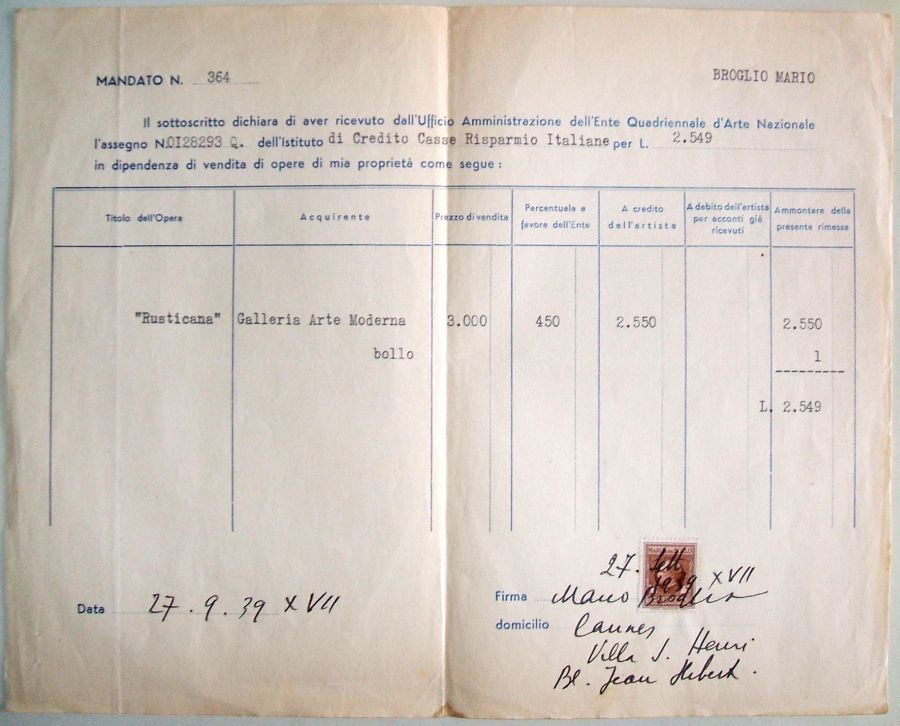 MANDATO N. 364
BROGLIO MARIO
Il sottoscritto dichiara di aver ricevuto dall'Ufficio Amministrazione dell'Ente Quadriennale d'Arte Nazionale
l'assegno N.OI28293 Q. dell'Istituto di Credito Casse Risparmio Italiane per L. 2.549
in dipendenza di vendita di opere di mia proprietà come segue :
Titolo dell'Opera
Acquirente
Prezzo di vendita
Percentuale a
favore dell'Ente
A credito
dell'artista
A debito dell'artista
per acconti già
ricevuti
Ammontare della
presente rimessa
"Rusticana" Galleria Arte Moderna 3.000 450 2.550 2.550
bollo 1
L. 2.549
27. Sett
1939 XVII
Data 27.9.39 XVII
Firma Mario Broglio
domicilio Cannes
Villa S. Henri
Bl. Jean Hibert.